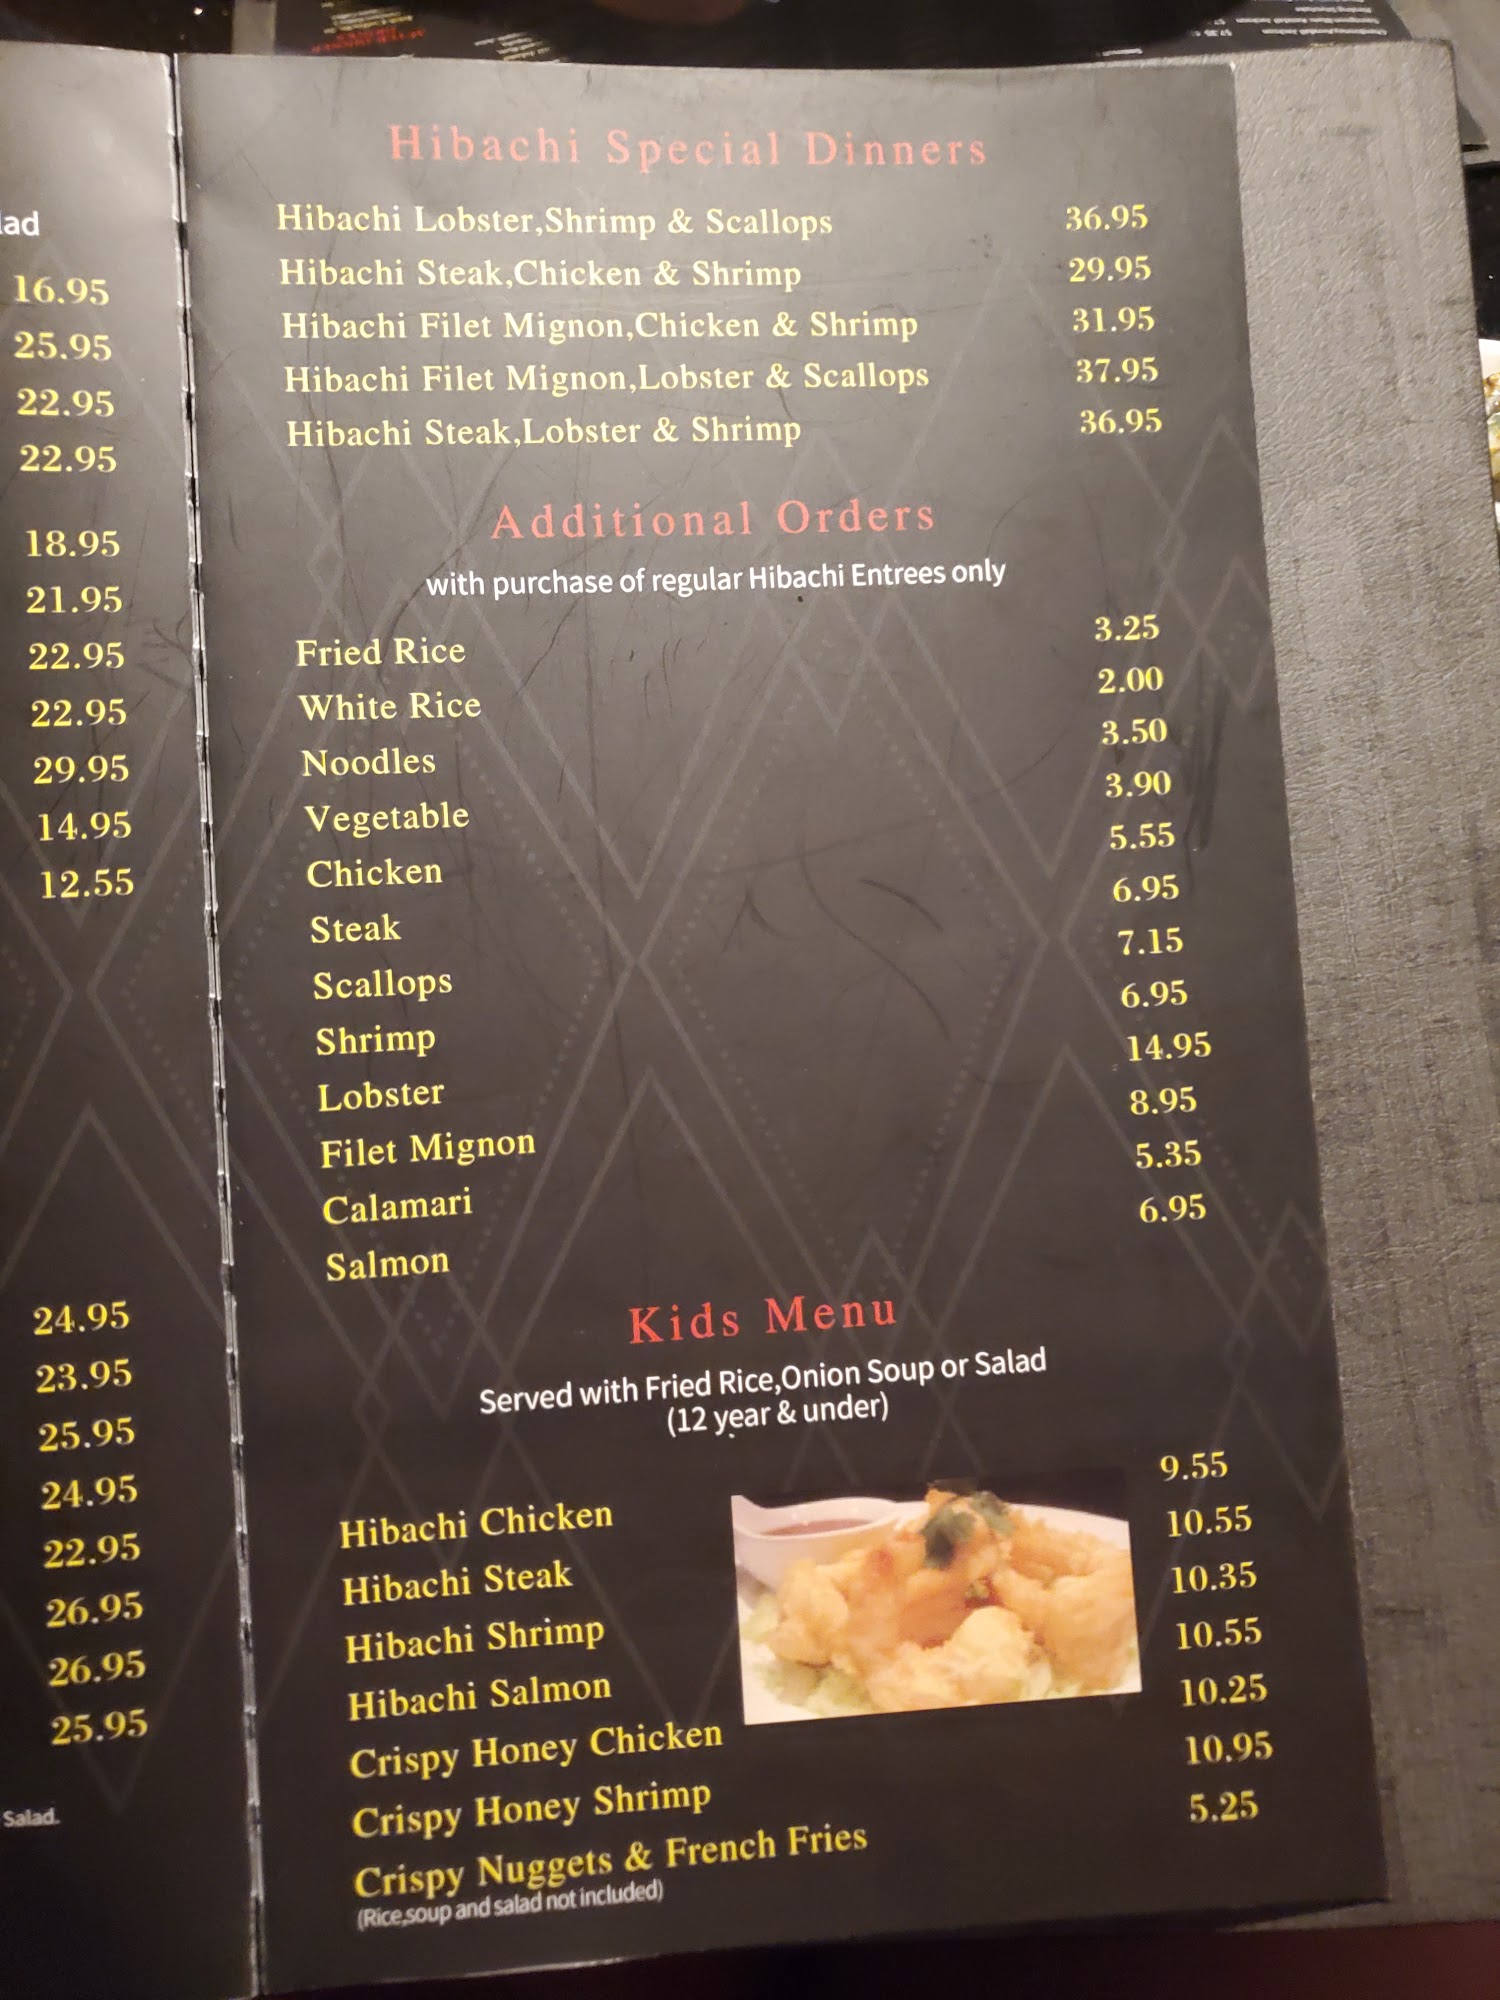 lad
16.95
25.95
22.95
22.95
18.95
21.95
22.95
22.95
29.95
14.95
12.55
24.95
23.95
25.95
24.95
22.95
26.95
26.95
25.95
Salad.
Hibachi Special Dinners
Hibachi Lobster,Shrimp & Scallops 36.95
Hibachi Steak,Chicken & Shrimp 29.95
Hibachi Filet Mignon,Chicken & Shrimp 31.95
Hibachi Filet Mignon,Lobster & Scallops 37.95
Hibachi Steak,Lobster & Shrimp 36.95
Additional Orders
with purchase of regular Hibachi Entrees only
Fried Rice 3.25
White Rice 2.00
Noodles 3.50
Vegetable 3.90
Chicken 5.55
Steak 6.95
Scallops 7.15
Shrimp 6.95
Lobster 14.95
Filet Mignon 8.95
Calamari 5.35
Salmon 6.95
Kids Menu
Served with Fried Rice,Onion Soup or Salad
(12 year & under)
Hibachi Chicken 9.55
Hibachi Steak 10.55
Hibachi Shrimp 10.35
Hibachi Salmon 10.55
Crispy Honey Chicken 10.25
Crispy Honey Shrimp 10.95
Crispy Nuggets & French Fries 5.25
(Rice,soup and salad not included)